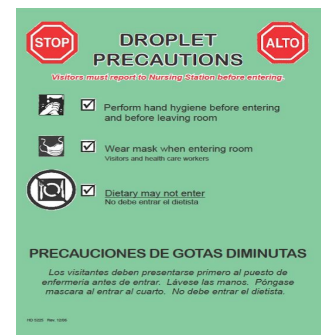 STOP
DROPLET
ALTO
PRECAUTIONS
Visitors must report to Nursing Station before entering.
Perform hand hygiene before entering
and before leaving room
Wear mask when entering room
Visitors and health care workers
Dietary may not enter
No debe entrar el dietista
PRECAUCIONES DE GOTAS DIMINUTAS
Los visitantes deben presentarse primero al puesto de
enfermería antes de entrar. Lávese las manos. Póngase
mascara al entrar al cuarto. No debe entrar el dietista.